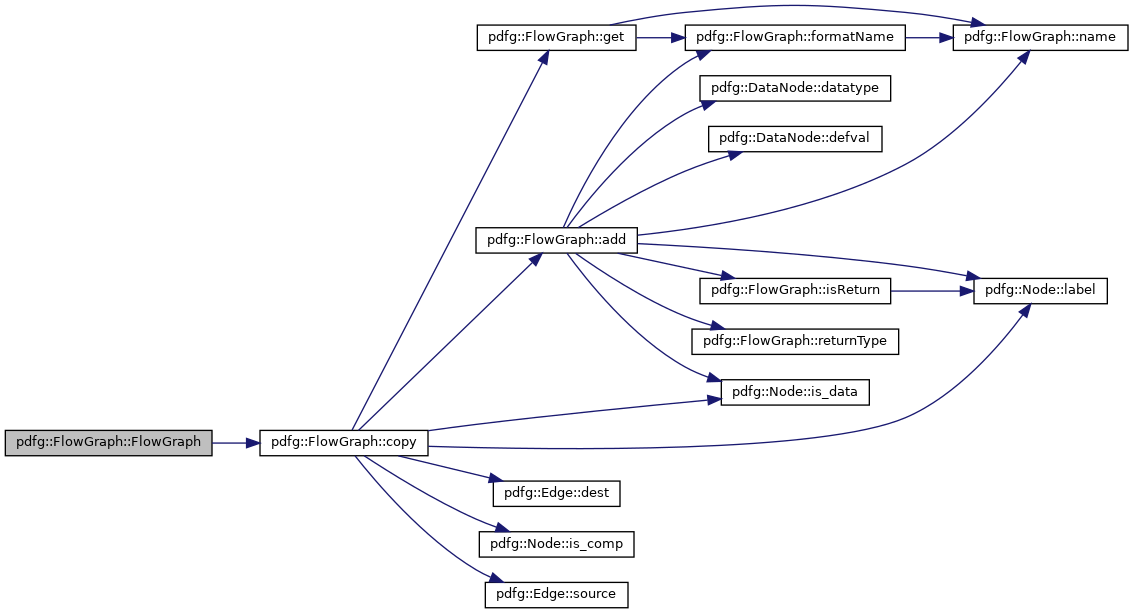 pdfg::FlowGraph::get
pdfg::FlowGraph::formatName
pdfg::FlowGraph::name
pdfg::DataNode::datatype
pdfg::DataNode::defval
pdfg::FlowGraph::add
pdfg::FlowGraph::isReturn
pdfg::Node::label
pdfg::FlowGraph::returnType
pdfg::Node::is_data
pdfg::FlowGraph::FlowGraph
pdfg::FlowGraph::copy
pdfg::Edge::dest
pdfg::Node::is_comp
pdfg::Edge::source